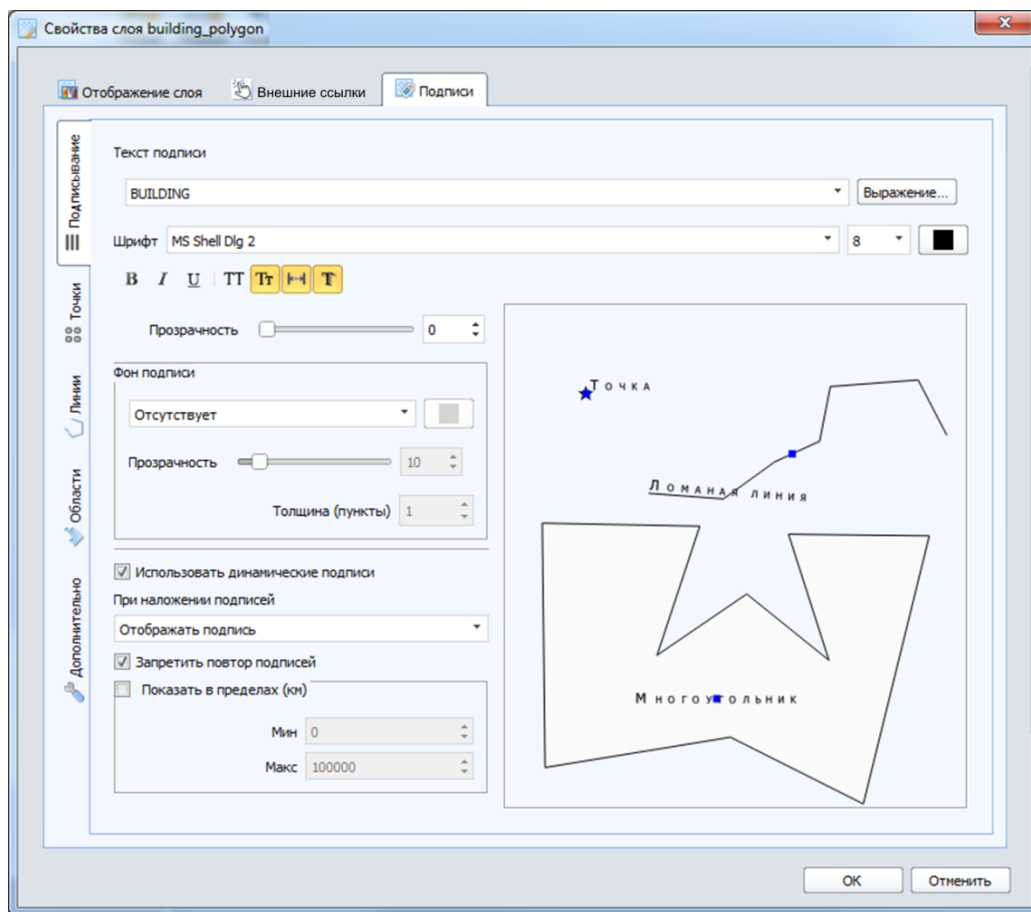 Свойства слоя building_polygon
Отображение слоя Внешние ссылки Подписи
Подписывание
Точки
Линии
Области
Дополнительно
Текст подписи
BUILDING Выражение...
Шрифт MS Shell Dlg 2 8
B I U TT Tт T
Прозрачность 0
Фон подписи
Отсутствует
Прозрачность 10
Толщина (пункты) 1
Использовать динамические подписи
При наложении подписей
Отображать подпись
Запретить повтор подписей
Показать в пределах (км)
Мин 0
Макс 100000
Точка
Ломаная линия
Многоугольник
ОК Отменить